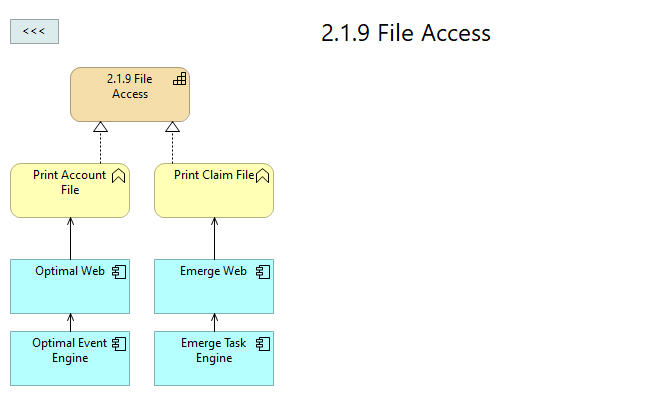 <<<
2.1.9 File Access
2.1.9 File
Access
Print Account
File
Print Claim File
Optimal Web
Emerge Web
Optimal Event
Engine
Emerge Task
Engine